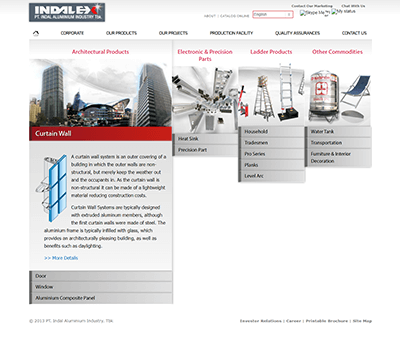 INDALEX
PT. INDAL ALUMINIUM INDUSTRY Tbk.
Contact Our Marketing Chat With Us
ABOUT | CATALOG ONLINE English Skype Me My status
CORPORATE OUR PRODUCTS OUR PROJECTS PRODUCTION FACILITY QUALITY ASSURANCES CONTACT US
Architectural Products
Curtain Wall
A curtain wall system is an outer covering of a
building in which the outer walls are non-
structural, but merely keep the weather out
and the occupants in. As the curtain wall is
non-structural it can be made of a lightweight
material reducing construction costs.
Curtain Wall Systems are typically designed
with extruded aluminum members, although
the first curtain walls were made of steel. The
aluminium frame is typically infilled with glass, which
provides an architecturally pleasing building, as well as
benefits such as daylighting.
>> More Details
Door
Window
Aluminium Composite Panel
Electronic & Precision
Parts
Heat Sink
Precision Part
Ladder Products
Household
Tradesmen
Pro Series
Planks
Level Arc
Other Commodities
Water Tank
Transportation
Furniture & Interior
Decoration
© 2013 PT. Indal Aluminium Industry, Tbk
Investor Relations | Career | Printable Brochure | Site Map